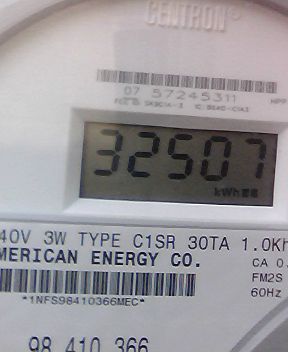 CENTRON®
07 57245311
32507
kWh
40V 3W TYPE C1SR 30TA 1.0Kh
MERICAN ENERGY CO.
CA 0.
FM2S
60Hz
*1NFS98410366MEC*
98 410 366